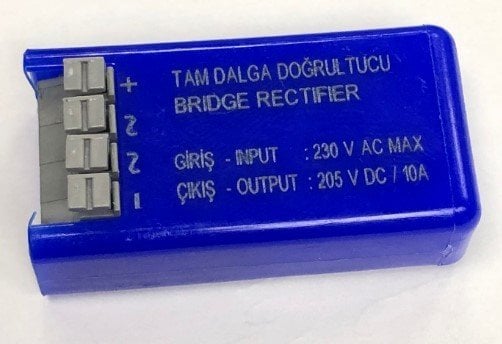 TAM DALGA DOĞRULTUCU
BRIDGE RECTIFIER
GİRİŞ - INPUT : 230 V AC MAX
ÇIKIŞ - OUTPUT : 205 V DC / 10A
+
~
~
-